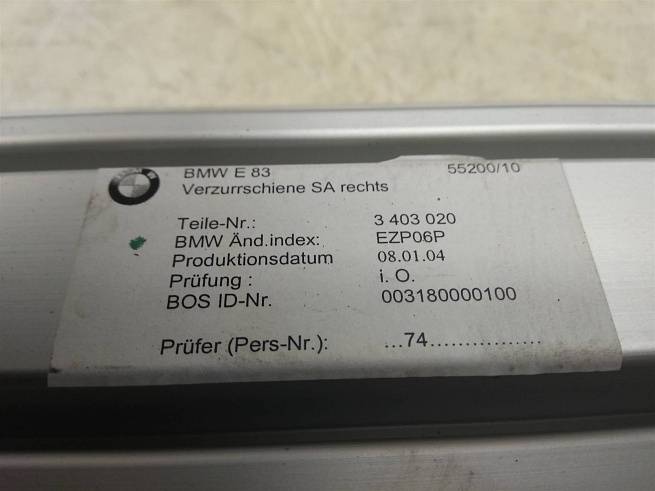 BMW E 83 55200/10
Verzurrschiene SA rechts
Teile-Nr.: 3 403 020
BMW Änd.index: EZP06P
Produktionsdatum 08.01.04
Prüfung : i. O.
BOS ID-Nr. 003180000100
Prüfer (Pers-Nr.): ...74................